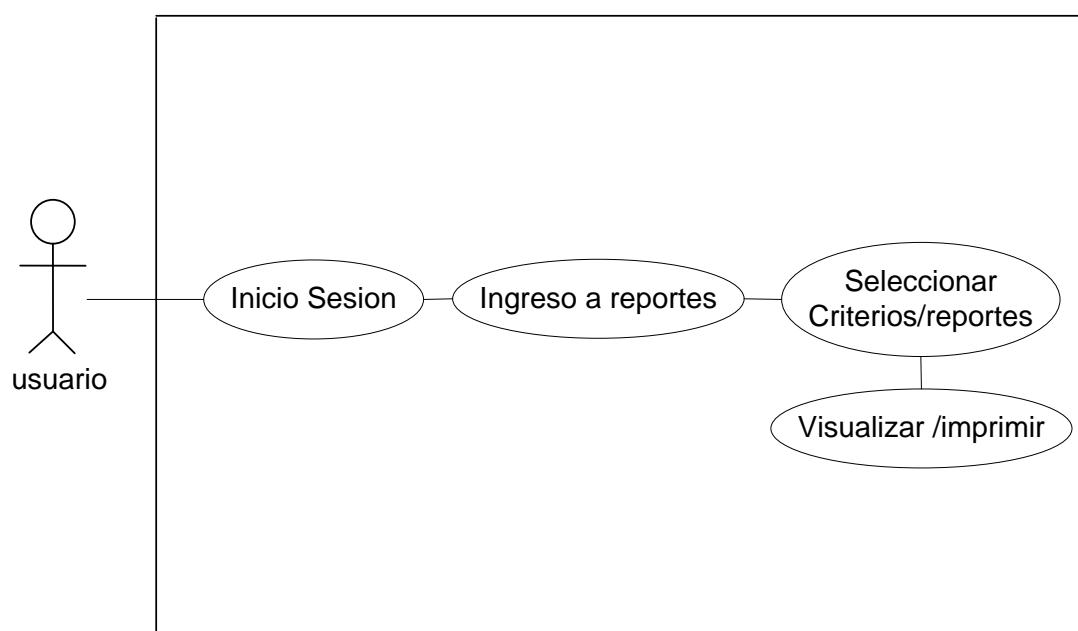 usuario
Inicio Sesion
Ingreso a reportes
Seleccionar
Criterios/reportes
Visualizar /imprimir